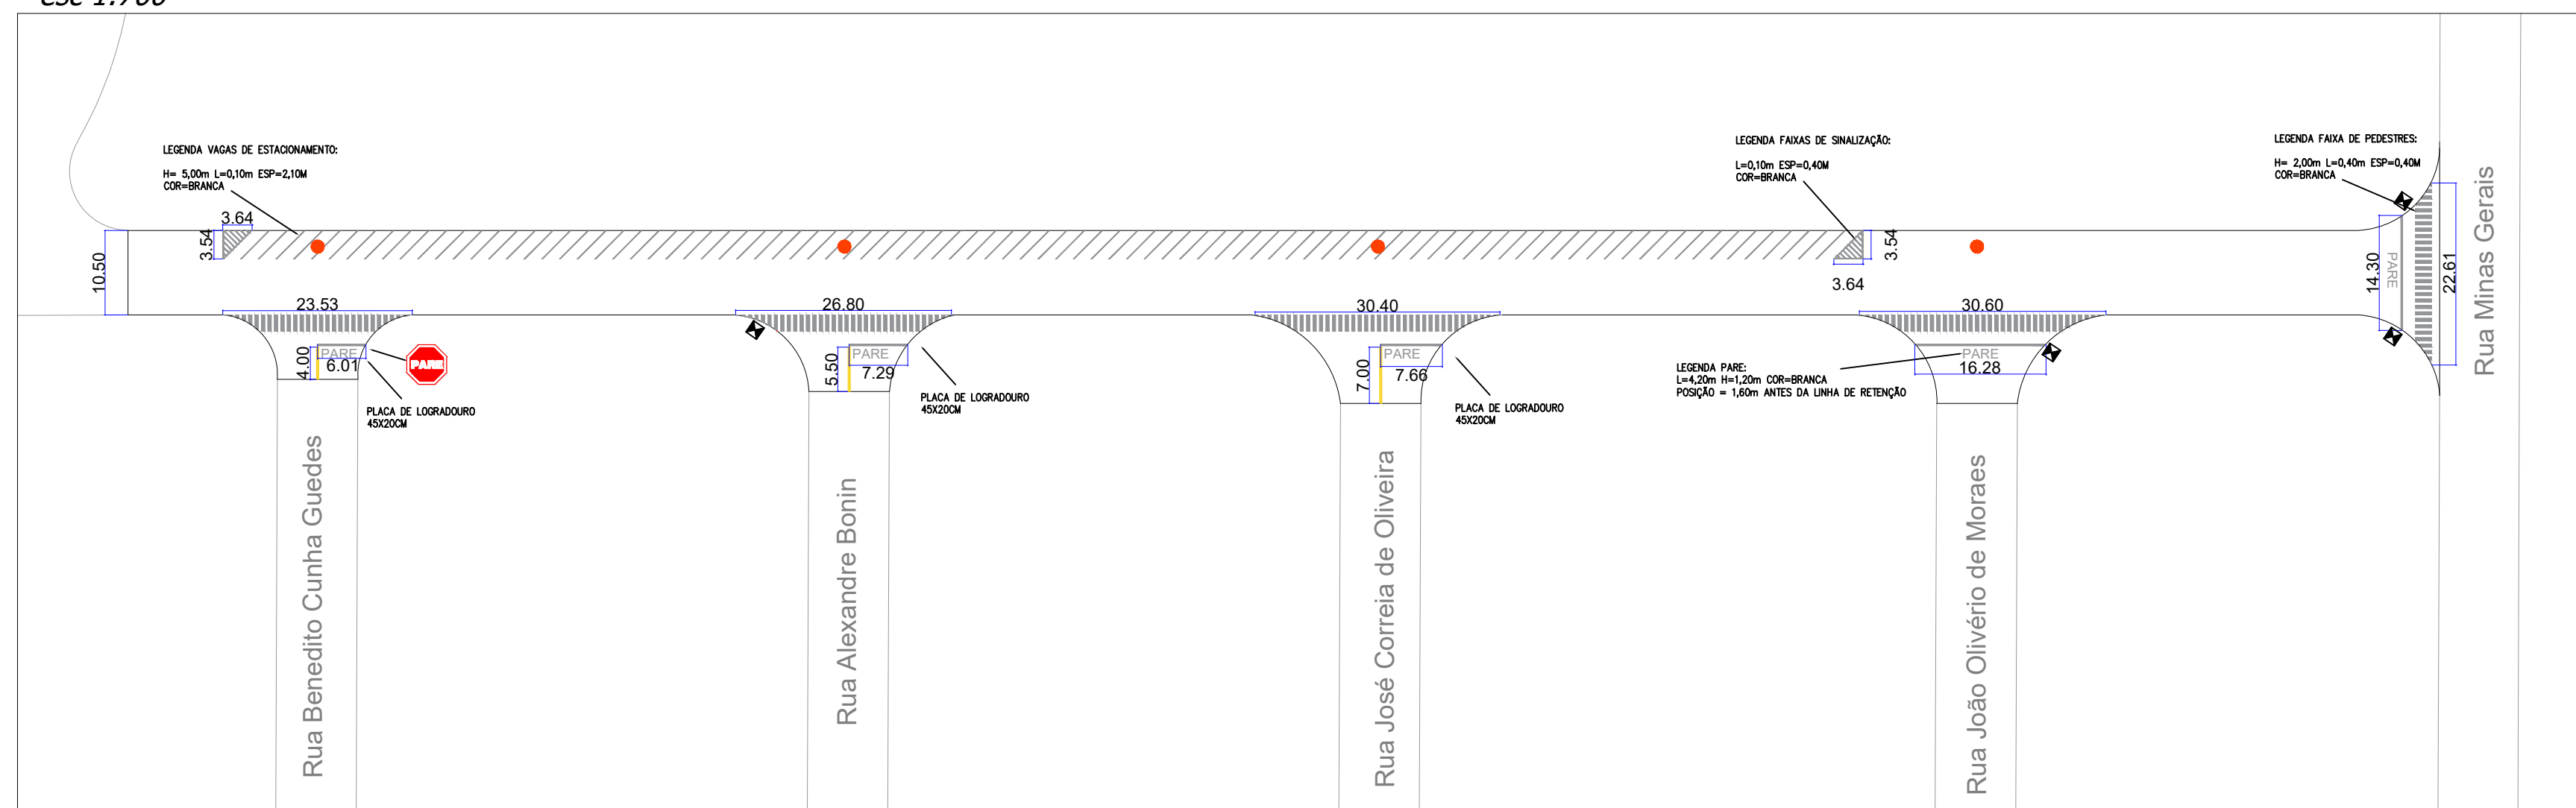 LEGENDA VAGAS DE ESTACIONAMENTO:
H= 5,00m L=0,10m ESP=2,10M
COR=BRANCA
LEGENDA FAIXAS DE SINALIZAÇÃO:
L=0,10m ESP=0,40M
COR=BRANCA
LEGENDA FAIXA DE PEDESTRES:
H= 2,00m L=0,40m ESP=0,40M
COR=BRANCA
3.64
3.54
10.50
3.54
3.64
14.30
PARE
22.61
Rua Minas Gerais
23.53
26.80
30.40
30.60
4.00
PARE
6.01
PARE
PLACA DE LOGRADOURO
45X20CM
5.50
PARE
7.29
PLACA DE LOGRADOURO
45X20CM
7.00
PARE
7.66
PLACA DE LOGRADOURO
45X20CM
PARE
16.28
LEGENDA PARE:
L=4,20m H=1,20m COR=BRANCA
POSIÇÃO = 1,60m ANTES DA LINHA DE RETENÇÃO
Rua Benedito Cunha Guedes
Rua Alexandre Bonin
Rua José Correia de Oliveira
Rua João Olivério de Moraes